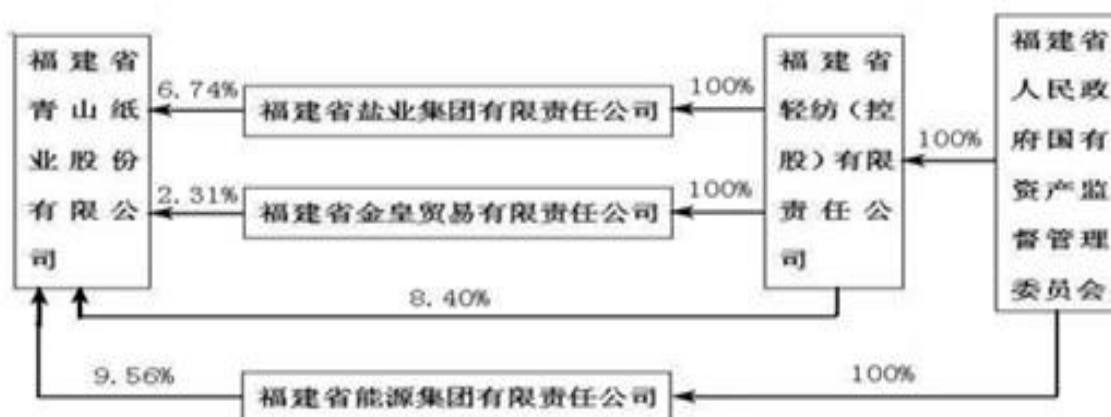 福建省
青山纸
业股份
有限公
司
6.74%
福建省盐业集团有限责任公司
100%
2.31%
福建省金皇贸易有限责任公司
100%
8.40%
福建省
轻纺（控
股）有限
责任公
司
100%
福建省
人民政
府国有
资产监
督管理
委员会
9.56%
福建省能源集团有限责任公司
100%